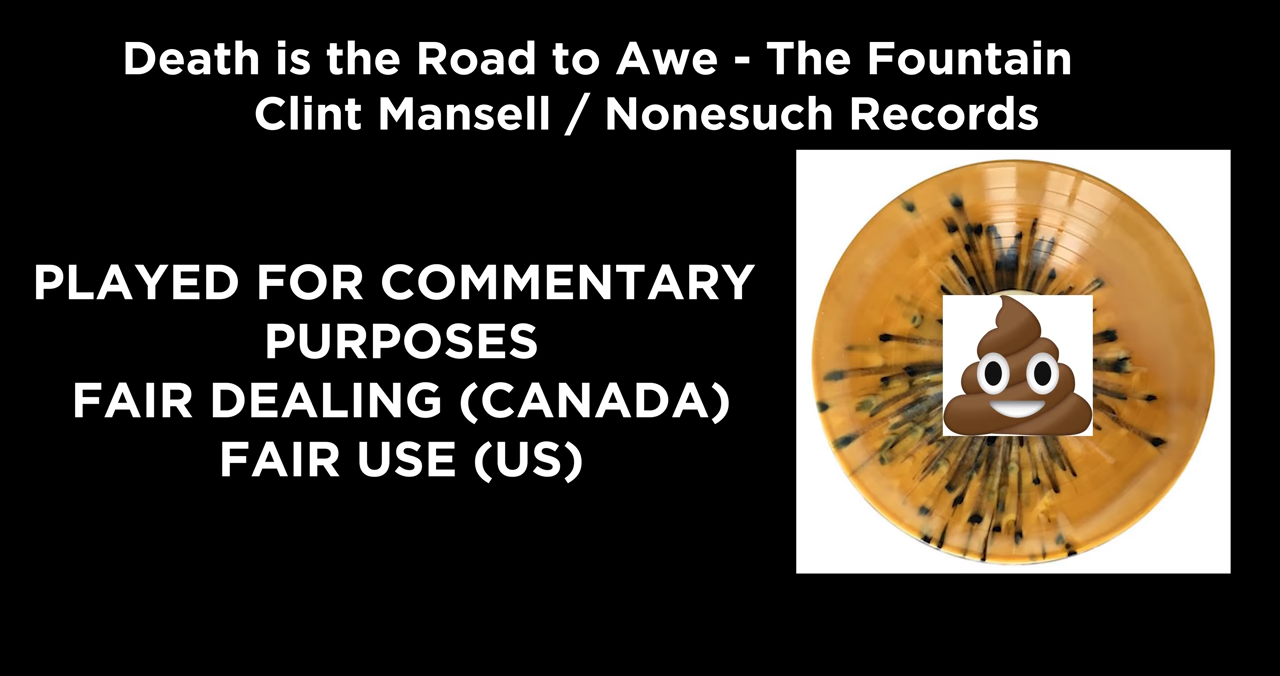 Death is the Road to Awe - The Fountain
Clint Mansell / Nonesuch Records
PLAYED FOR COMMENTARY
PURPOSES
FAIR DEALING (CANADA)
FAIR USE (US)